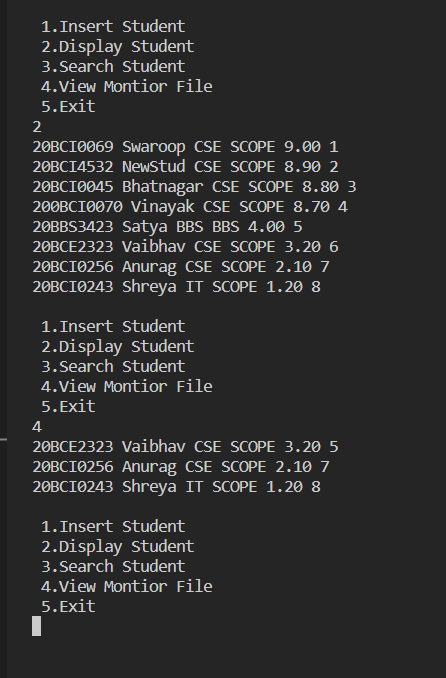 1.Insert Student
2.Display Student
3.Search Student
4.View Montior File
5.Exit
2
20BCI0069 Swaroop CSE SCOPE 9.00 1
20BCI4532 NewStud CSE SCOPE 8.90 2
20BCI0045 Bhatnagar CSE SCOPE 8.80 3
200BCI0070 Vinayak CSE SCOPE 8.70 4
20BBS3423 Satya BBS BBS 4.00 5
20BCE2323 Vaibhav CSE SCOPE 3.20 6
20BCI0256 Anurag CSE SCOPE 2.10 7
20BCI0243 Shreya IT SCOPE 1.20 8
1.Insert Student
2.Display Student
3.Search Student
4.View Montior File
5.Exit
4
20BCE2323 Vaibhav CSE SCOPE 3.20 5
20BCI0256 Anurag CSE SCOPE 2.10 7
20BCI0243 Shreya IT SCOPE 1.20 8
1.Insert Student
2.Display Student
3.Search Student
4.View Montior File
5.Exit